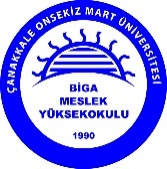 ÇANAKKALE ONSEKİZ MART ÜNİVERSİTESİ
BİGA
MESLEK
YÜKSEKOKULU
1990